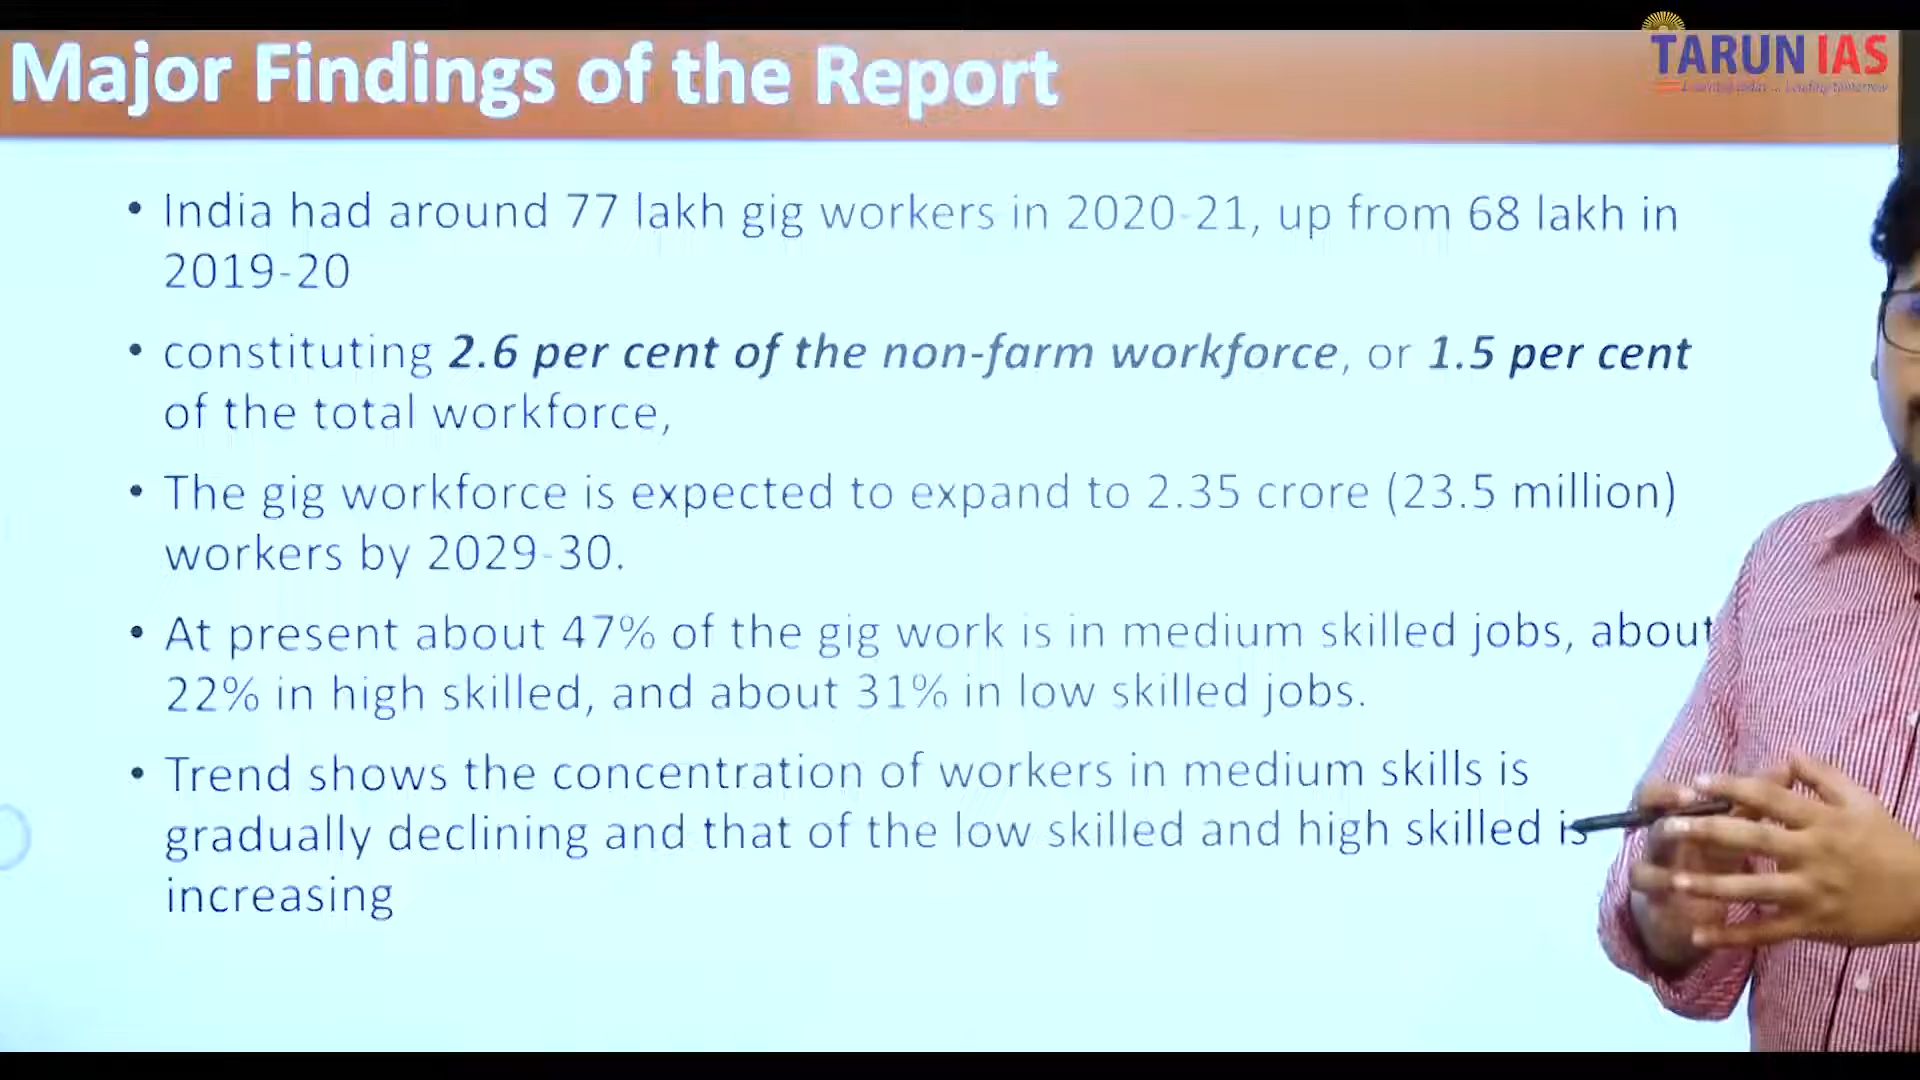 Major Findings of the Report
TARUN IAS
Learning today... Leading tomorrow
• India had around 77 lakh gig workers in 2020-21, up from 68 lakh in
2019-20
• constituting 2.6 per cent of the non-farm workforce, or 1.5 per cent
of the total workforce,
• The gig workforce is expected to expand to 2.35 crore (23.5 million)
workers by 2029-30.
• At present about 47% of the gig work is in medium skilled jobs, about
22% in high skilled, and about 31% in low skilled jobs.
• Trend shows the concentration of workers in medium skills is
gradually declining and that of the low skilled and high skilled is
increasing